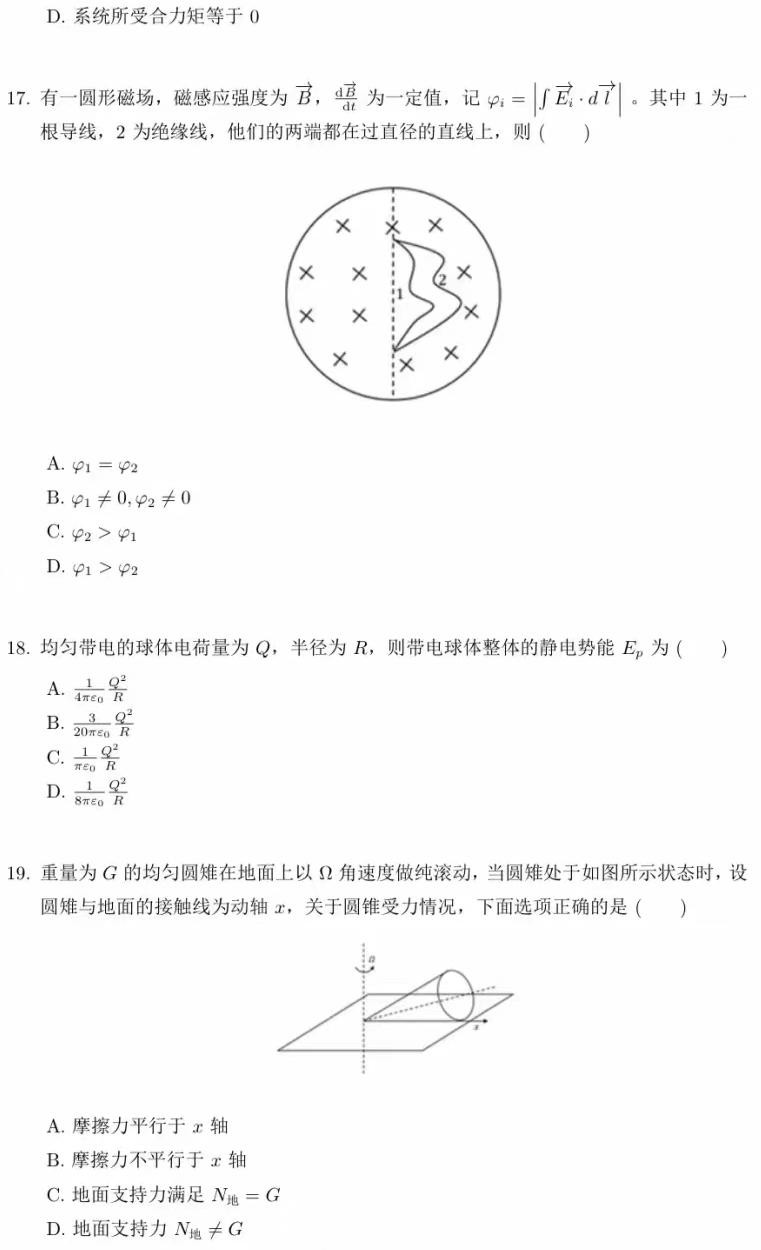 D. 系统所受合力矩等于 0
17. 有一圆形磁场，磁感应强度为 $\overrightarrow{B}$，$\frac{\mathrm{d}\overrightarrow{B}}{\mathrm{d}t}$ 为一定值，记 $\varphi_i = \left|\int \overrightarrow{E_i} \cdot d\overrightarrow{l}\right|$ 。其中 1 为一
根导线，2 为绝缘线，他们的两端都在过直径的直线上，则 (　　)
1
2
A. $\varphi_1 = \varphi_2$
B. $\varphi_1 \neq 0, \varphi_2 \neq 0$
C. $\varphi_2 > \varphi_1$
D. $\varphi_1 > \varphi_2$
18. 均匀带电的球体电荷量为 $Q$，半径为 $R$，则带电球体整体的静电势能 $E_p$ 为 (　　)
A. $\frac{1}{4\pi\varepsilon_0}\frac{Q^2}{R}$
B. $\frac{3}{20\pi\varepsilon_0}\frac{Q^2}{R}$
C. $\frac{1}{\pi\varepsilon_0}\frac{Q^2}{R}$
D. $\frac{1}{8\pi\varepsilon_0}\frac{Q^2}{R}$
19. 重量为 $G$ 的均匀圆雉在地面上以 $\Omega$ 角速度做纯滚动，当圆雉处于如图所示状态时，设
圆雉与地面的接触线为动轴 $x$，关于圆锥受力情况，下面选项正确的是 (　　)
Ω
x
A. 摩擦力平行于 $x$ 轴
B. 摩擦力不平行于 $x$ 轴
C. 地面支持力满足 $N_{地} = G$
D. 地面支持力 $N_{地} \neq G$